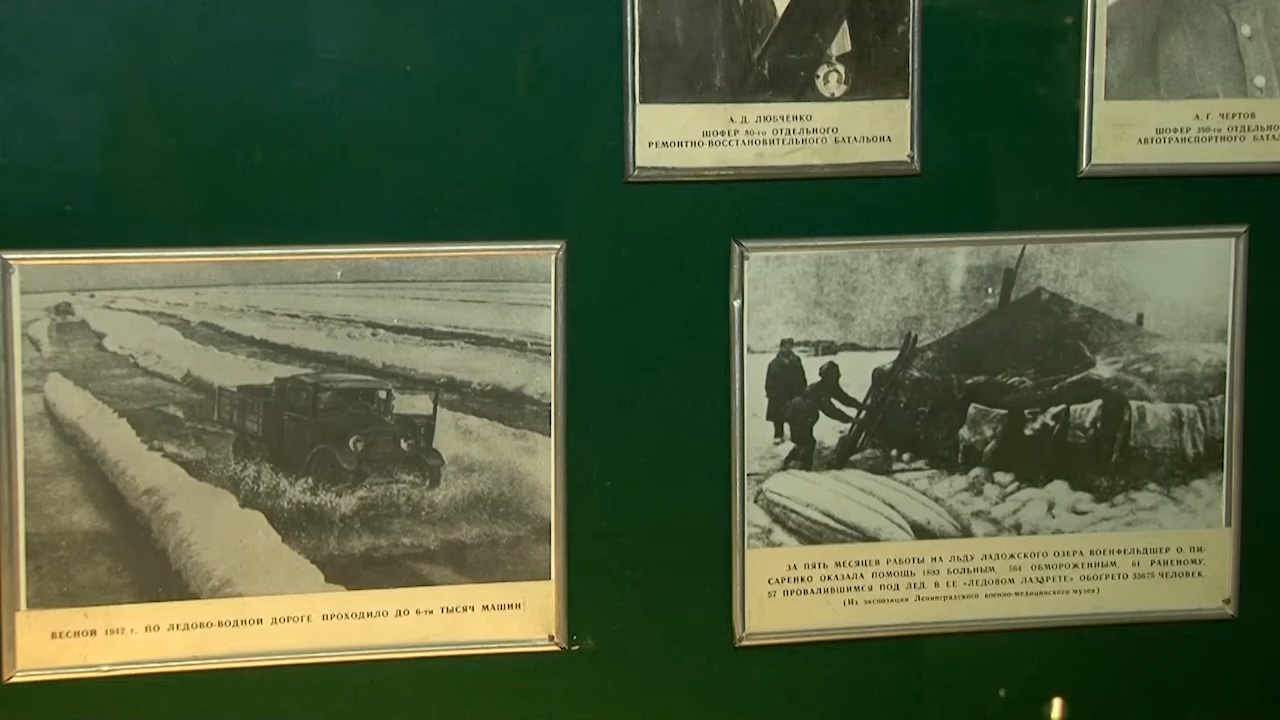 А. Д. ЛЮБЧЕНКО
ШОФЕР 80-го ОТДЕЛЬНОГО
РЕМОНТНО-ВОССТАНОВИТЕЛЬНОГО БАТАЛЬОНА
А. Г. ЧЕРТОВ
ШОФЕР 390-го ОТДЕЛЬНО
АВТОТРАНСПОРТНОГО БАТАЛ
ВЕСНОЙ 1942 г. ПО ЛЕДОВО-ВОДНОЙ ДОРОГЕ ПРОХОДИЛО ДО 6-ти ТЫСЯЧ МАШИН
ЗА ПЯТЬ МЕСЯЦЕВ РАБОТЫ НА ЛЬДУ ЛАДОЖСКОГО ОЗЕРА ВОЕНФЕЛЬДШЕР О. ПИ-
САРЕНКО ОКАЗАЛА ПОМОЩЬ 1893 БОЛЬНЫМ, 564 ОБМОРОЖЕННЫМ, 61 РАНЕНОМУ,
57 ПРОВАЛИВШИМСЯ ПОД ЛЕД. В ЕЕ «ЛЕДОВОМ ЛАЗАРЕТЕ» ОБОГРЕТО 33675 ЧЕЛОВЕК.
(Из экспозиции Ленинградского военно-медицинского музея)